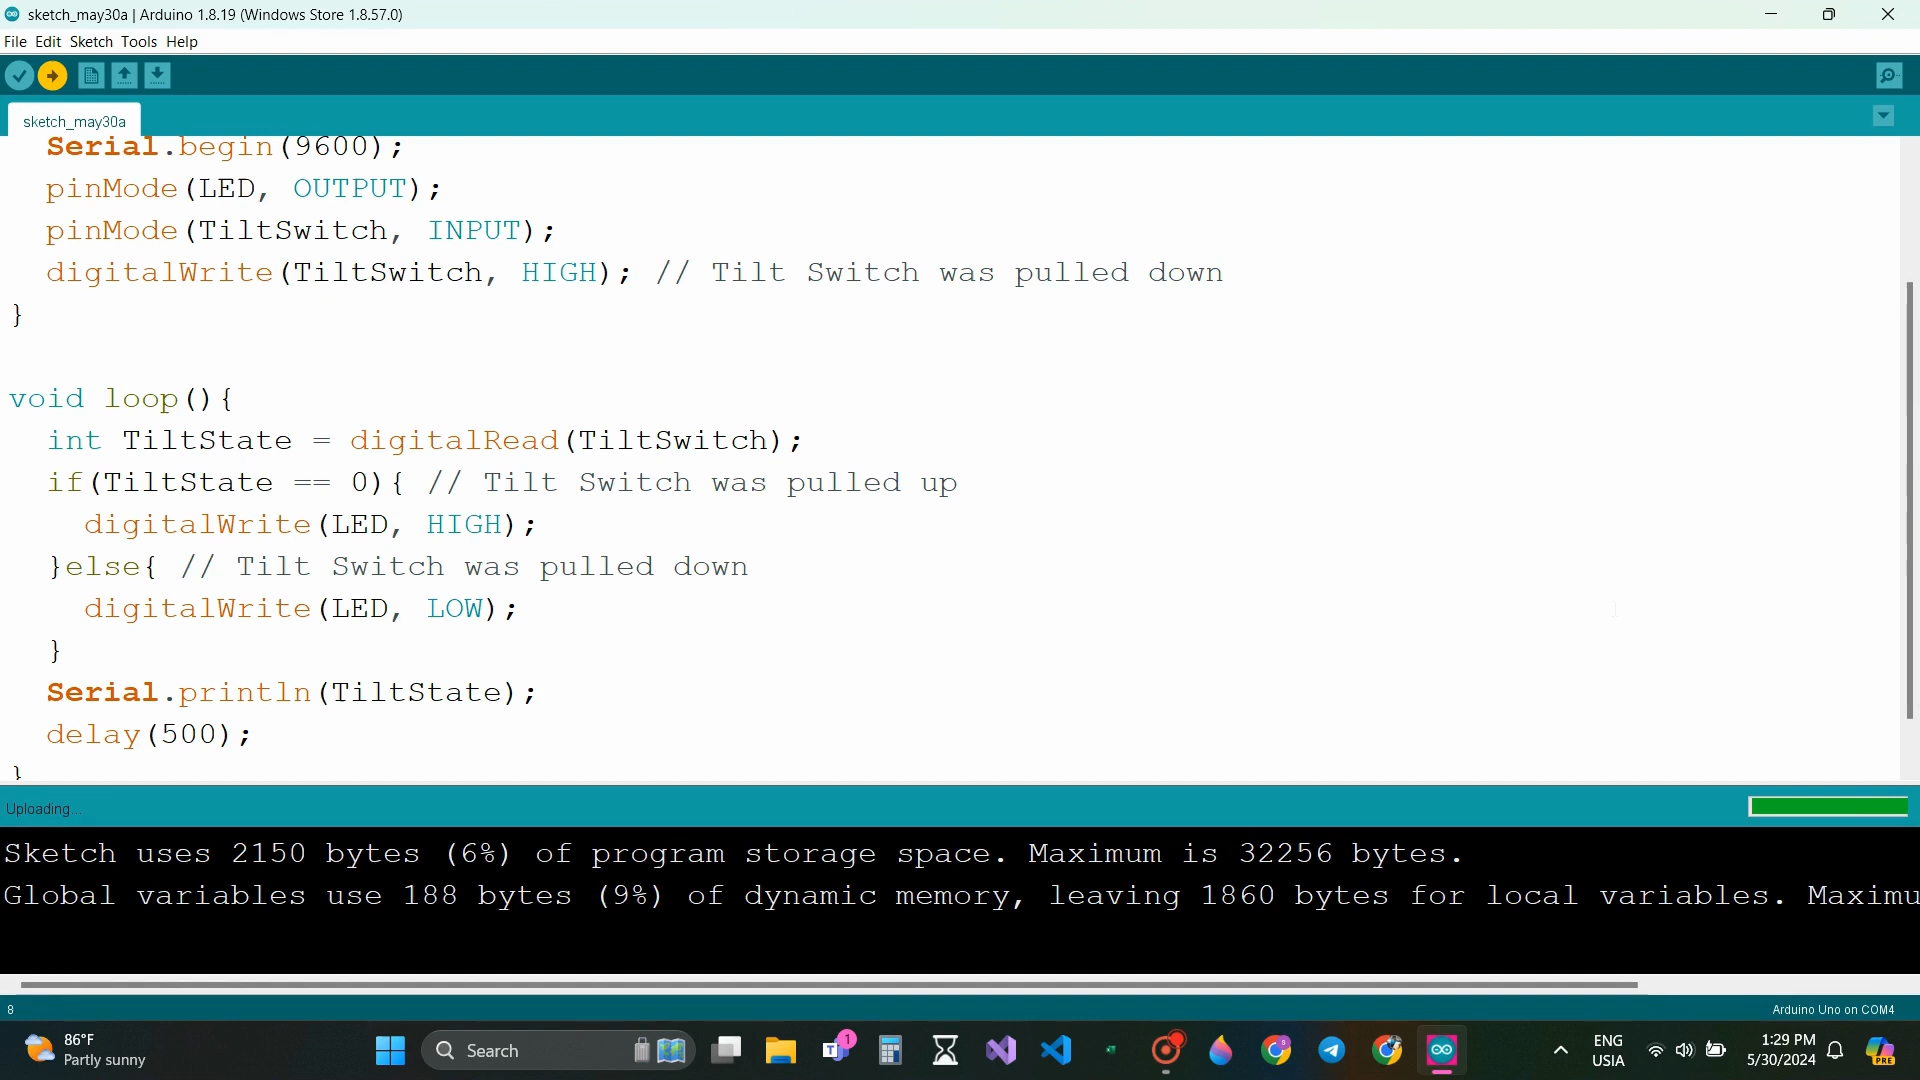 sketch_may30a | Arduino 1.8.19 (Windows Store 1.8.57.0)
File Edit Sketch Tools Help
sketch_may30a
Serial.begin(9600);
pinMode(LED, OUTPUT);
pinMode(TiltSwitch, INPUT);
digitalWrite(TiltSwitch, HIGH); // Tilt Switch was pulled down
}
void loop(){
int TiltState = digitalRead(TiltSwitch);
if(TiltState == 0){ // Tilt Switch was pulled up
digitalWrite(LED, HIGH);
}else{ // Tilt Switch was pulled down
digitalWrite(LED, LOW);
}
Serial.println(TiltState);
delay(500);
}
Uploading...
Sketch uses 2150 bytes (6%) of program storage space. Maximum is 32256 bytes.
Global variables use 188 bytes (9%) of dynamic memory, leaving 1860 bytes for local variables. Maximu
8
Arduino Uno on COM4
86°F
Partly sunny
Search
1
ENG
USIA
1:29 PM
5/30/2024
PRE